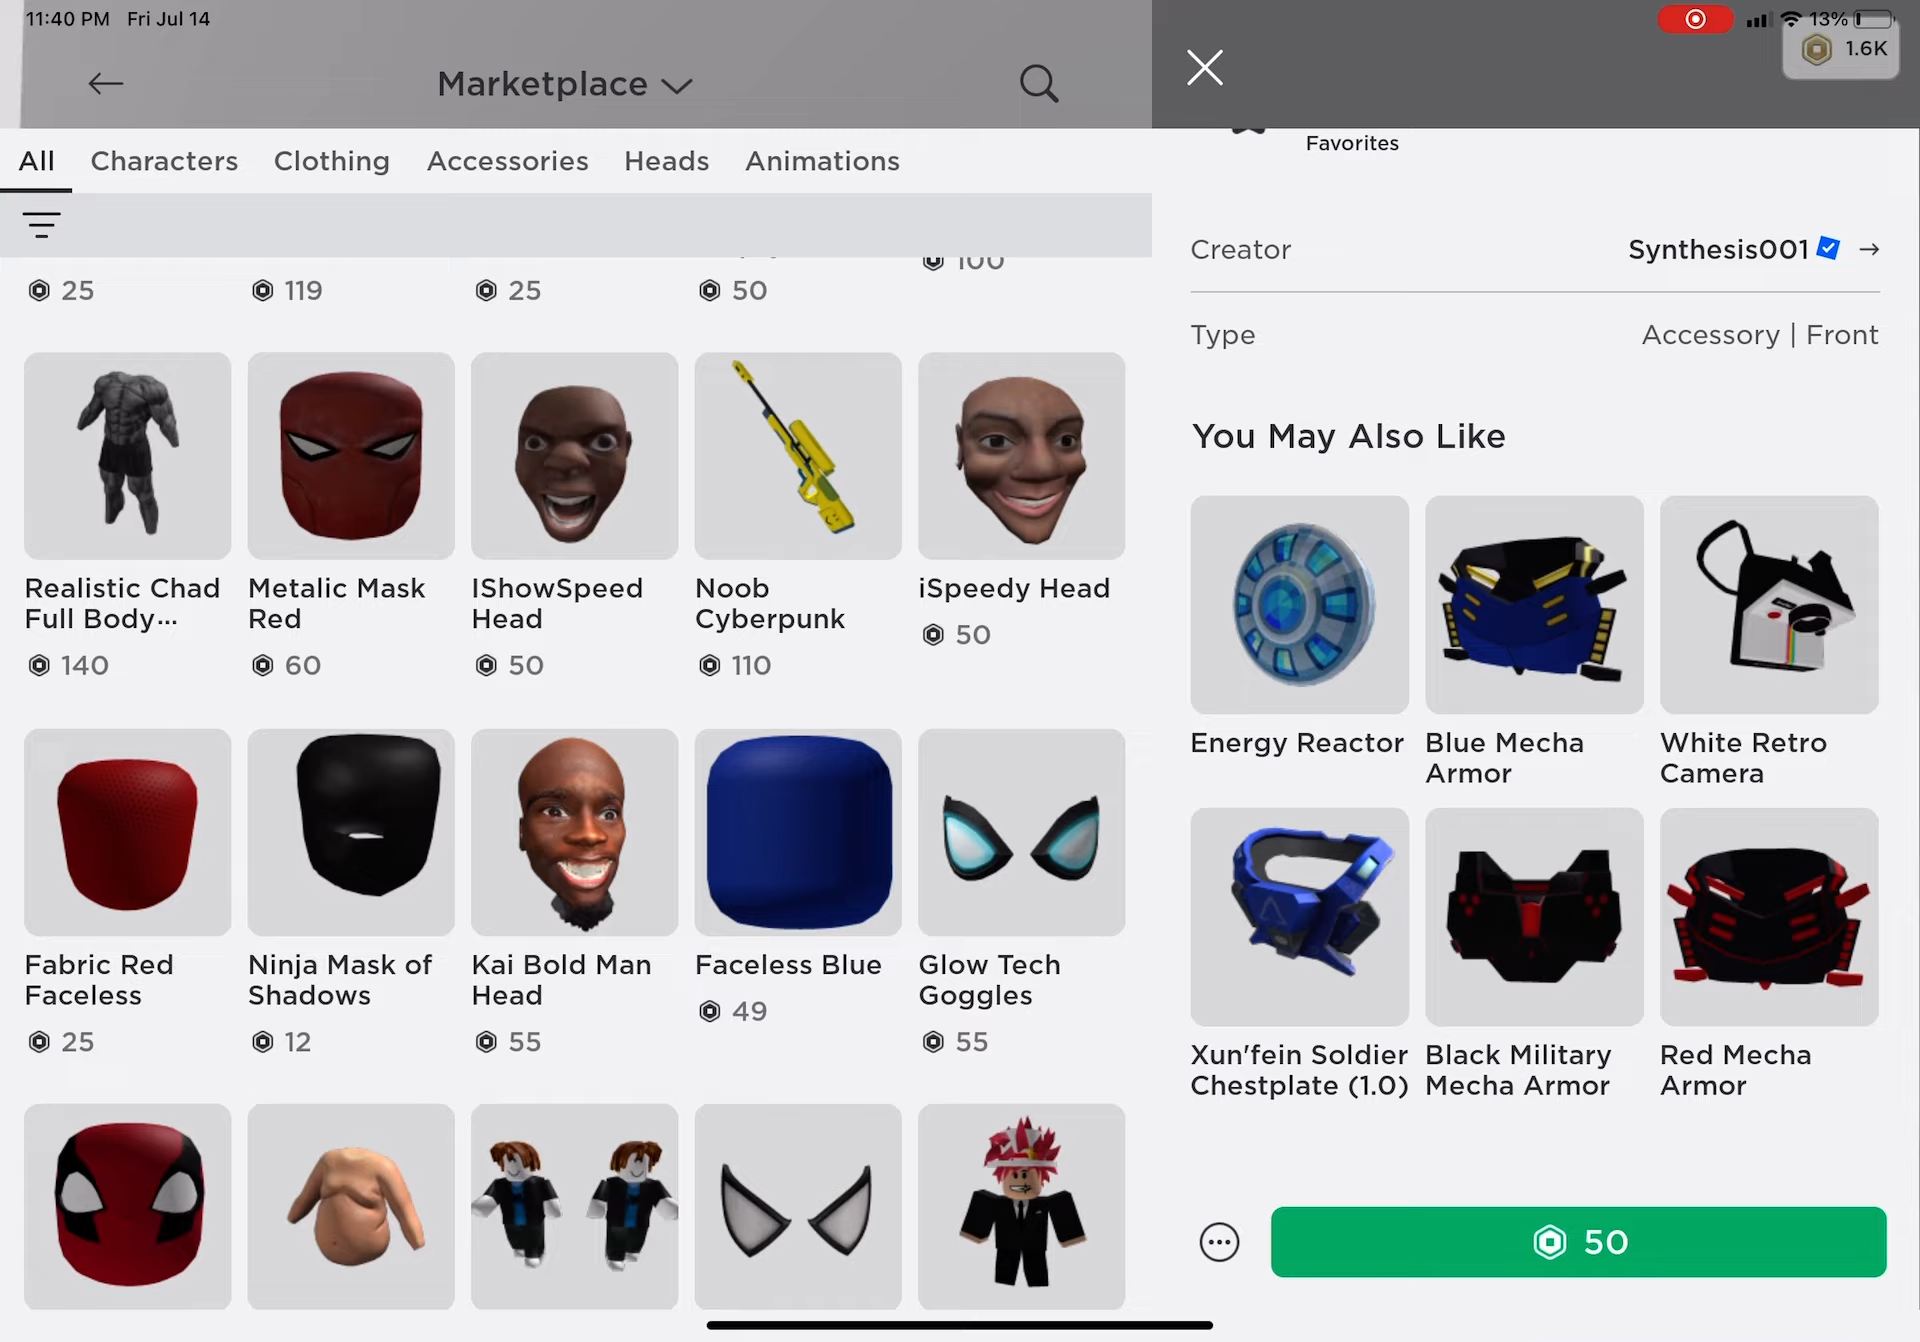 11:40 PM Fri Jul 14
13%
1.6K
Marketplace
All Characters Clothing Accessories Heads Animations
25
119
25
50
100
Realistic Chad
Full Body...
140
Metalic Mask
Red
60
IShowSpeed
Head
50
Noob
Cyberpunk
110
iSpeedy Head
50
Fabric Red
Faceless
25
Ninja Mask of
Shadows
12
Kai Bold Man
Head
55
Faceless Blue
49
Glow Tech
Goggles
55
Favorites
Creator
Synthesis001
Type
Accessory | Front
You May Also Like
Energy Reactor
Blue Mecha
Armor
White Retro
Camera
Xun'fein Soldier
Chestplate (1.0)
Black Military
Mecha Armor
Red Mecha
Armor
50